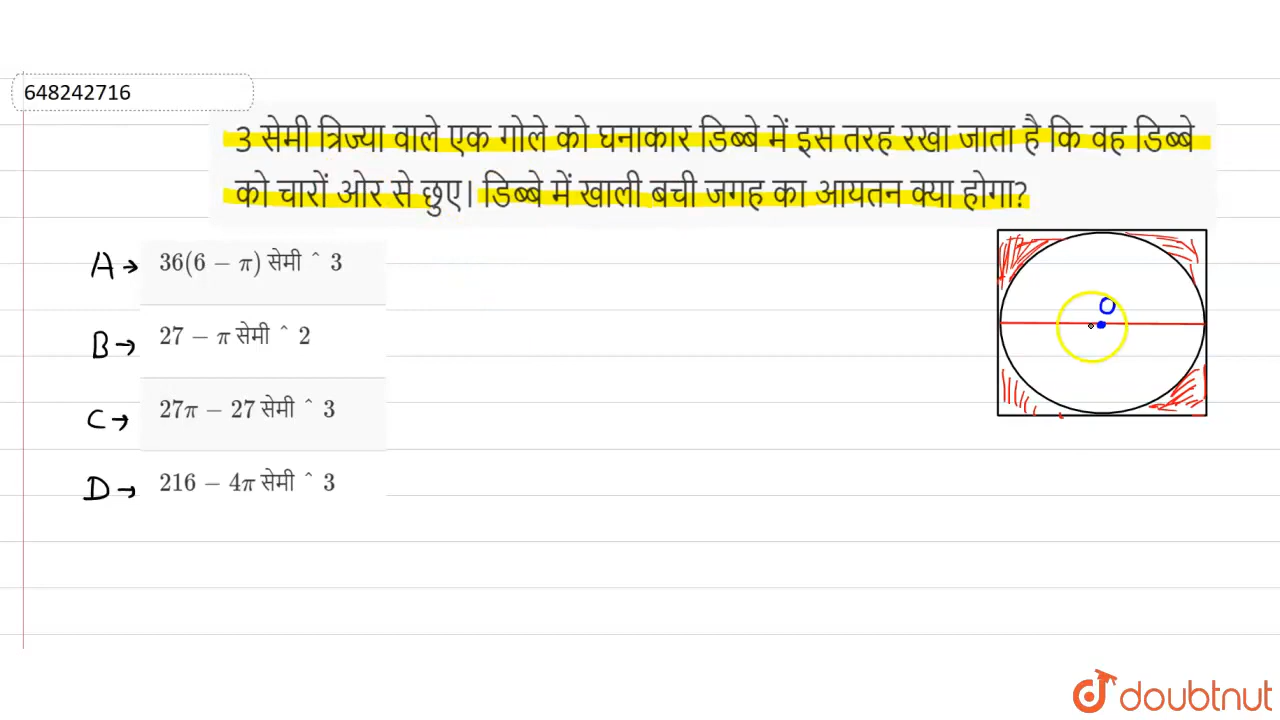 648242716
3 सेमी त्रिज्या वाले एक गोले को घनाकार डिब्बे में इस तरह रखा जाता है कि वह डिब्बे
को चारों ओर से छुए। डिब्बे में खाली बची जगह का आयतन क्या होगा?
A → 36(6 − π) सेमी ^ 3
B → 27 − π सेमी ^ 2
C → 27π − 27 सेमी ^ 3
D → 216 − 4π सेमी ^ 3
O
doubtnut